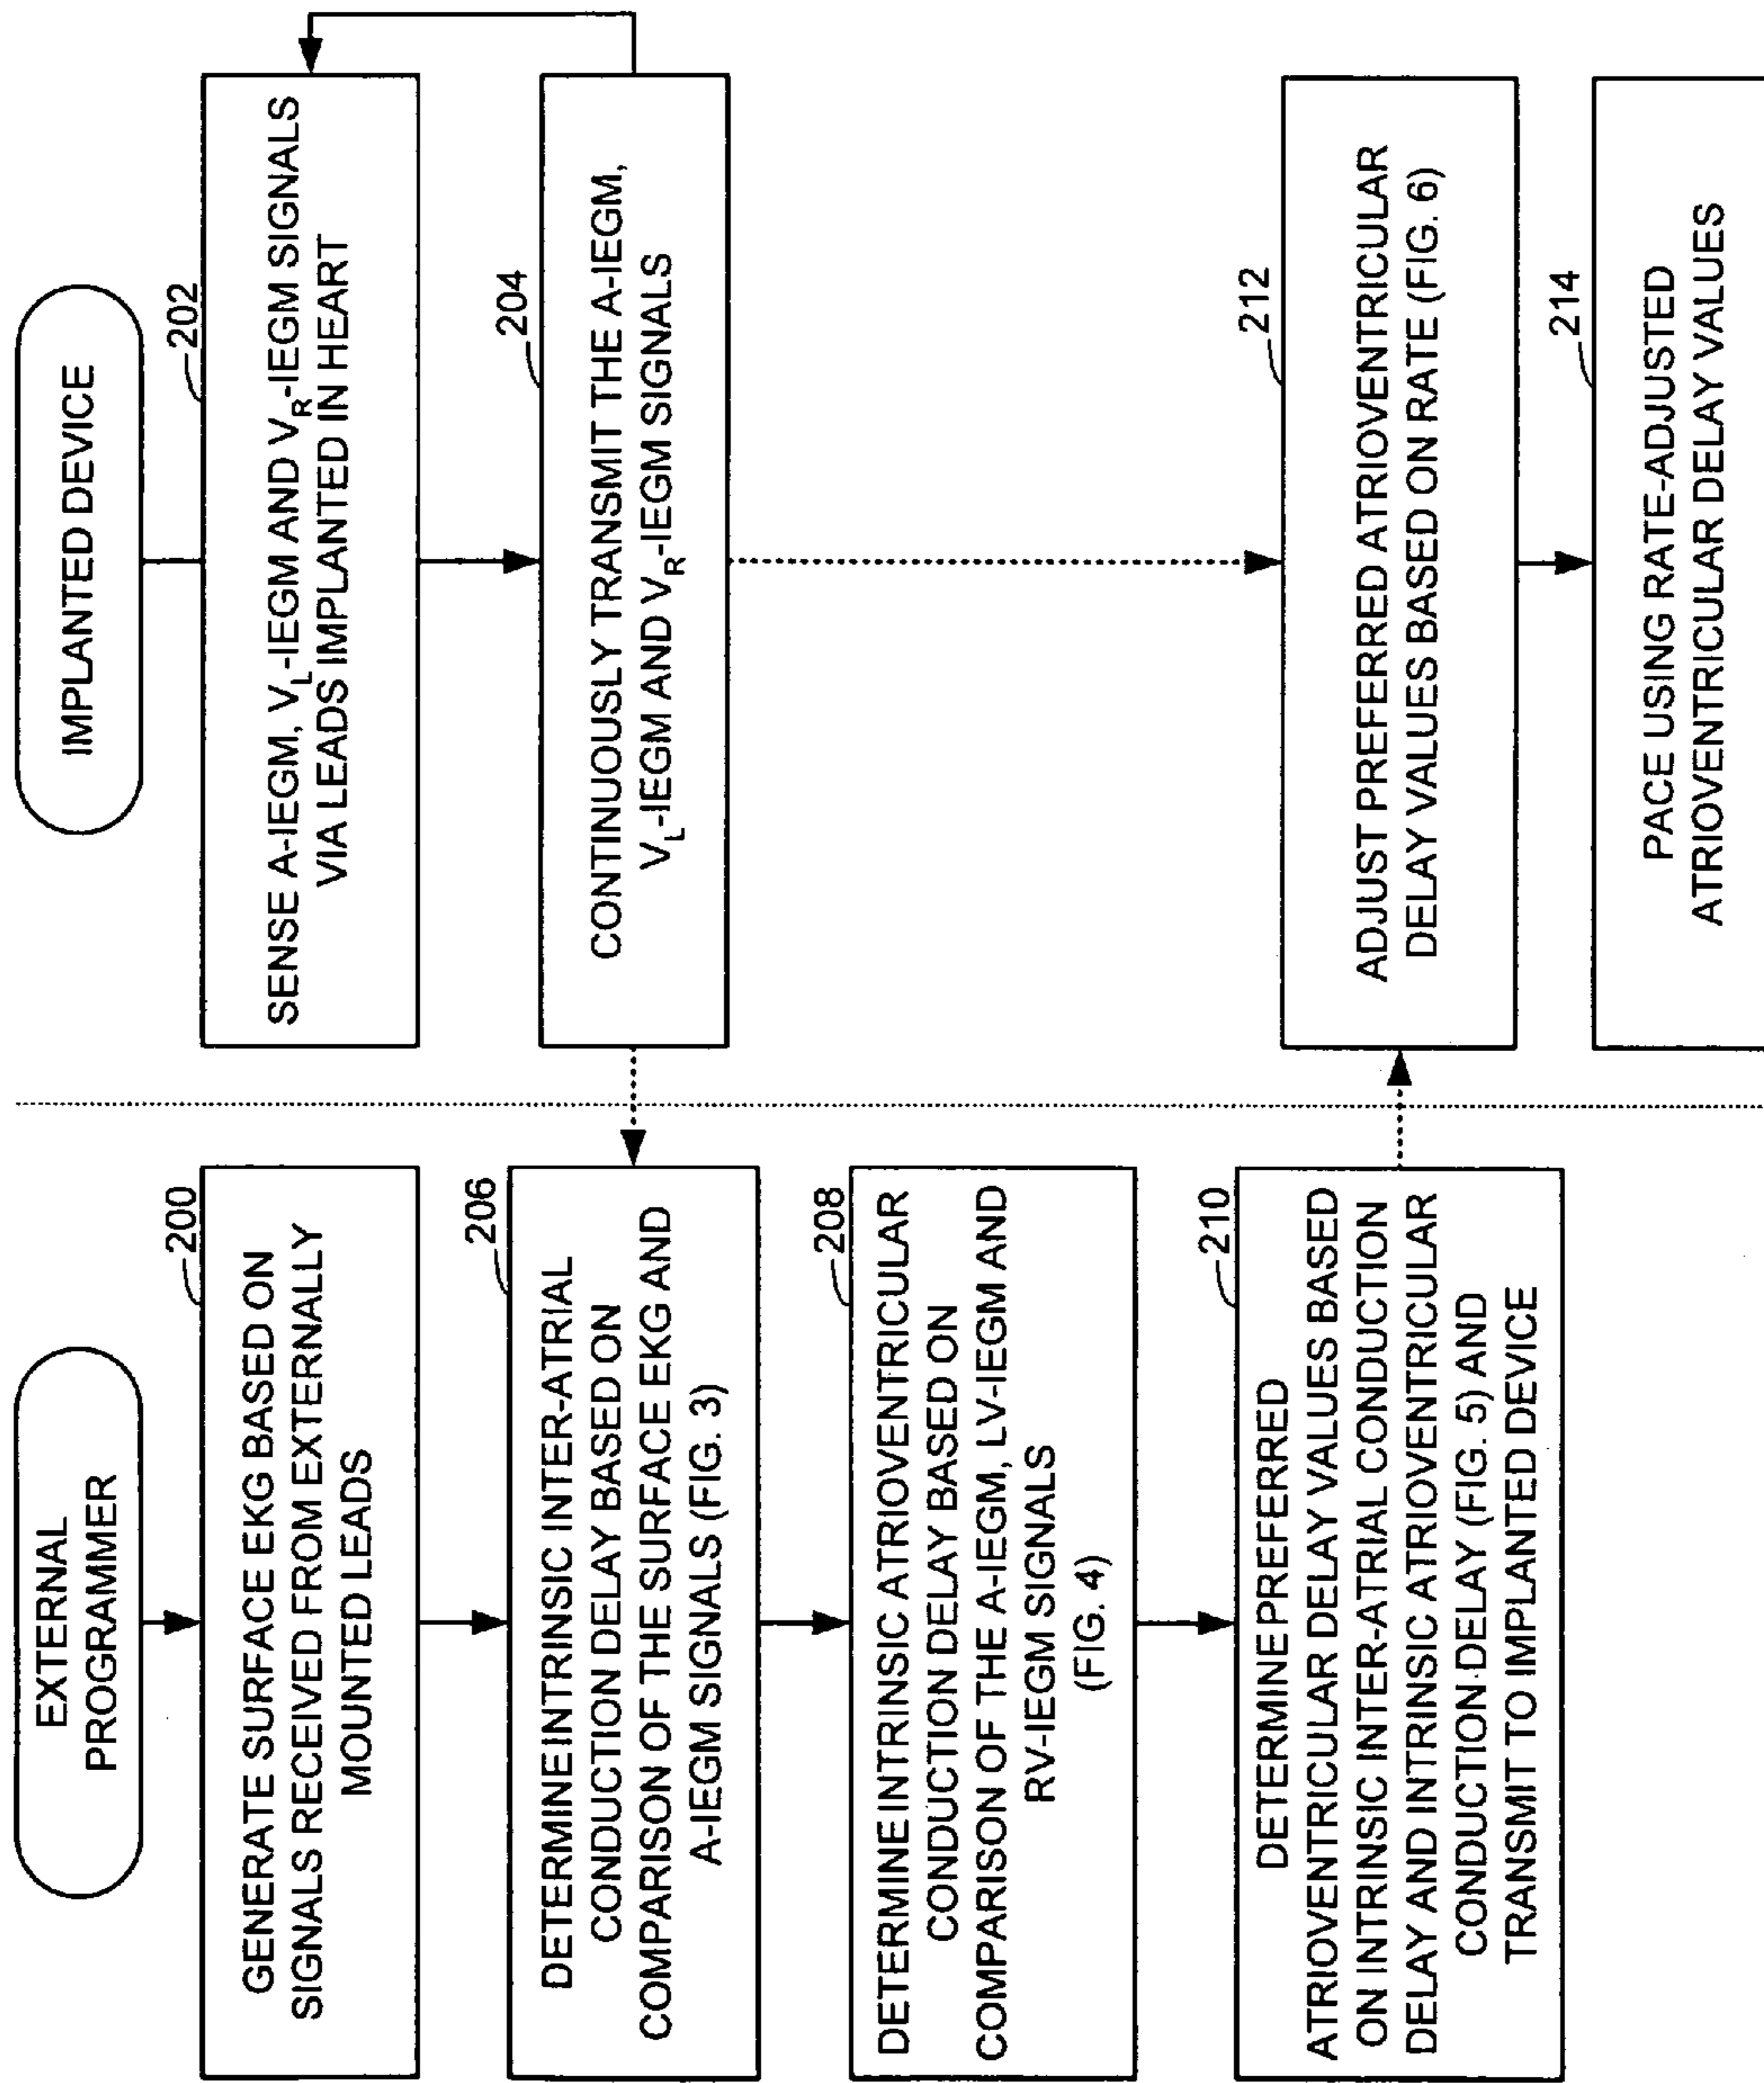 EXTERNAL
PROGRAMMER
200
GENERATE SURFACE EKG BASED ON
SIGNALS RECEIVED FROM EXTERNALLY
MOUNTED LEADS
206
DETERMINE INTRINSIC INTER-ATRIAL
CONDUCTION DELAY BASED ON
COMPARISON OF THE SURFACE EKG AND
A-IEGM SIGNALS (FIG. 3)
208
DETERMINE INTRINSIC ATRIOVENTRICULAR
CONDUCTION DELAY BASED ON
COMPARISON OF THE A-IEGM, LV-IEGM AND
RV-IEGM SIGNALS
(FIG. 4)
210
DETERMINE PREFERRED
ATRIOVENTRICULAR DELAY VALUES BASED
ON INTRINSIC INTER-ATRIAL CONDUCTION
DELAY AND INTRINSIC ATRIOVENTRICULAR
CONDUCTION DELAY (FIG. 5) AND
TRANSMIT TO IMPLANTED DEVICE
IMPLANTED DEVICE
202
SENSE A-IEGM, VL-IEGM AND VR-IEGM SIGNALS
VIA LEADS IMPLANTED IN HEART
204
CONTINUOUSLY TRANSMIT THE A-IEGM,
VL-IEGM AND VR-IEGM SIGNALS
212
ADJUST PREFERRED ATRIOVENTRICULAR
DELAY VALUES BASED ON RATE (FIG. 6)
214
PACE USING RATE-ADJUSTED
ATRIOVENTRICULAR DELAY VALUES